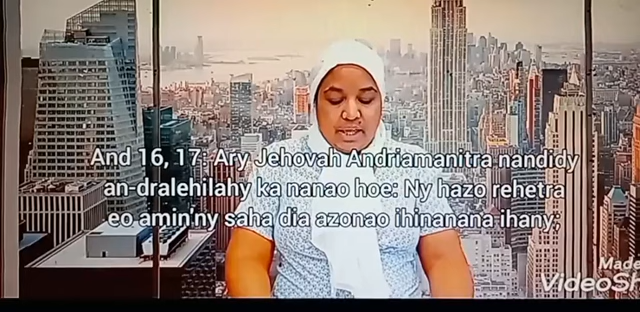 And 16, 17: Ary Jehovah Andriamanitra nandidy
an-dralehilahy ka nanao hoe: Ny hazo rehetra
eo amin'ny saha dia azonao ihinanana ihany;
Made
VideoSh